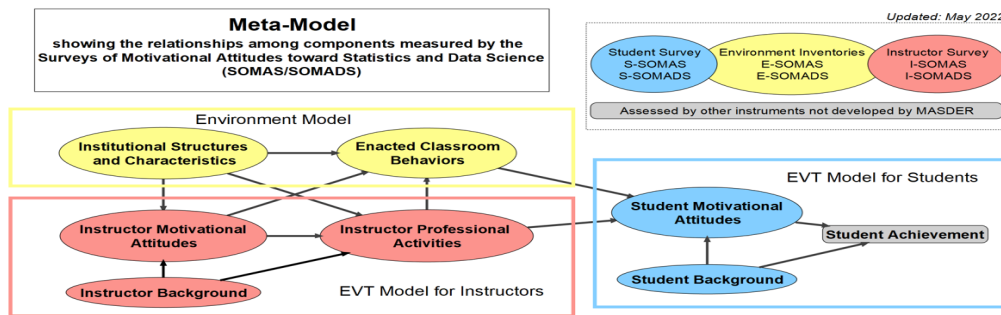 Meta-Model
showing the relationships among components measured by the
Surveys of Motivational Attitudes toward Statistics and Data Science
(SOMAS/SOMADS)
Updated: May 2022
Student Survey
S-SOMAS
S-SOMADS
Environment Inventories
E-SOMAS
E-SOMADS
Instructor Survey
I-SOMAS
I-SOMADS
Assessed by other instruments not developed by MASDER
Environment Model
Institutional Structures
and Characteristics
Enacted Classroom
Behaviors
Instructor Motivational
Attitudes
Instructor Professional
Activities
Instructor Background
EVT Model for Instructors
EVT Model for Students
Student Motivational
Attitudes
Student Achievement
Student Background